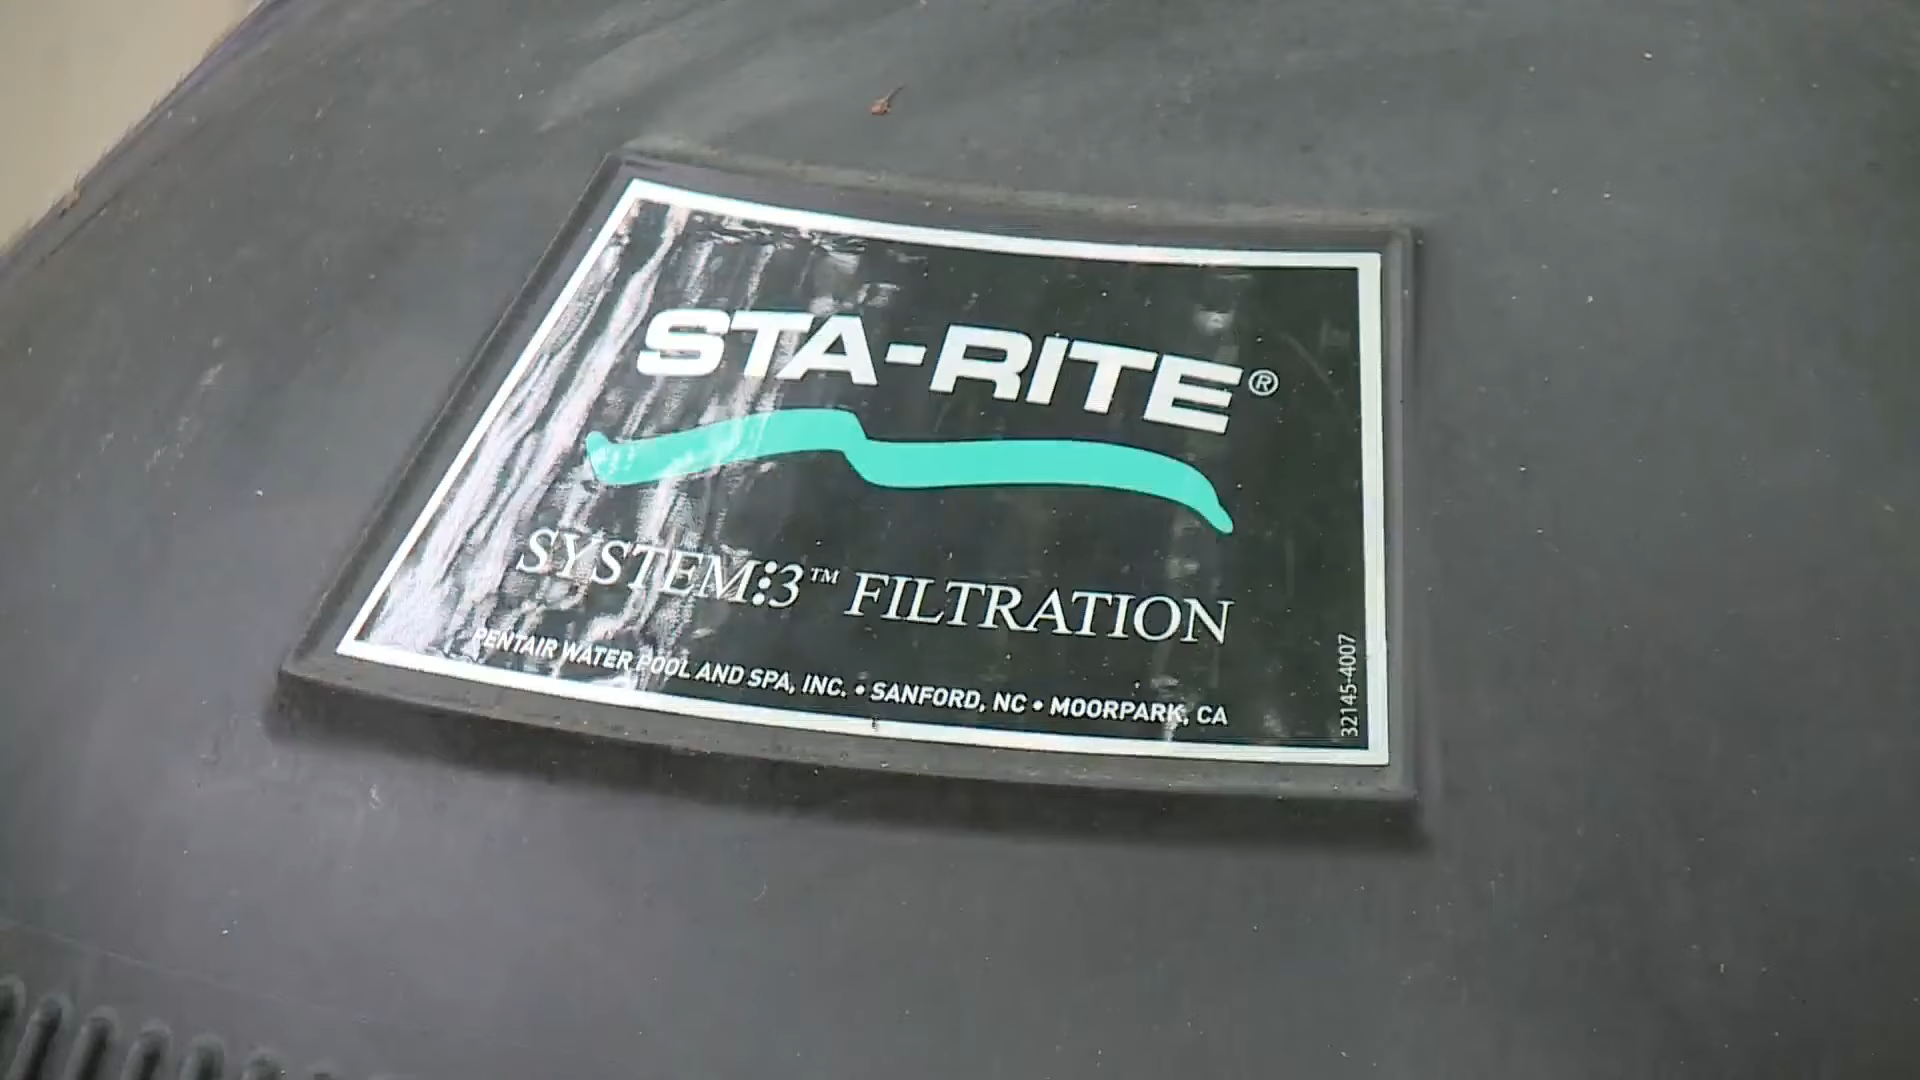 STA-RITE®
SYSTEM:3™ FILTRATION
PENTAIR WATER POOL AND SPA, INC. • SANFORD, NC • MOORPARK, CA
32145-4007